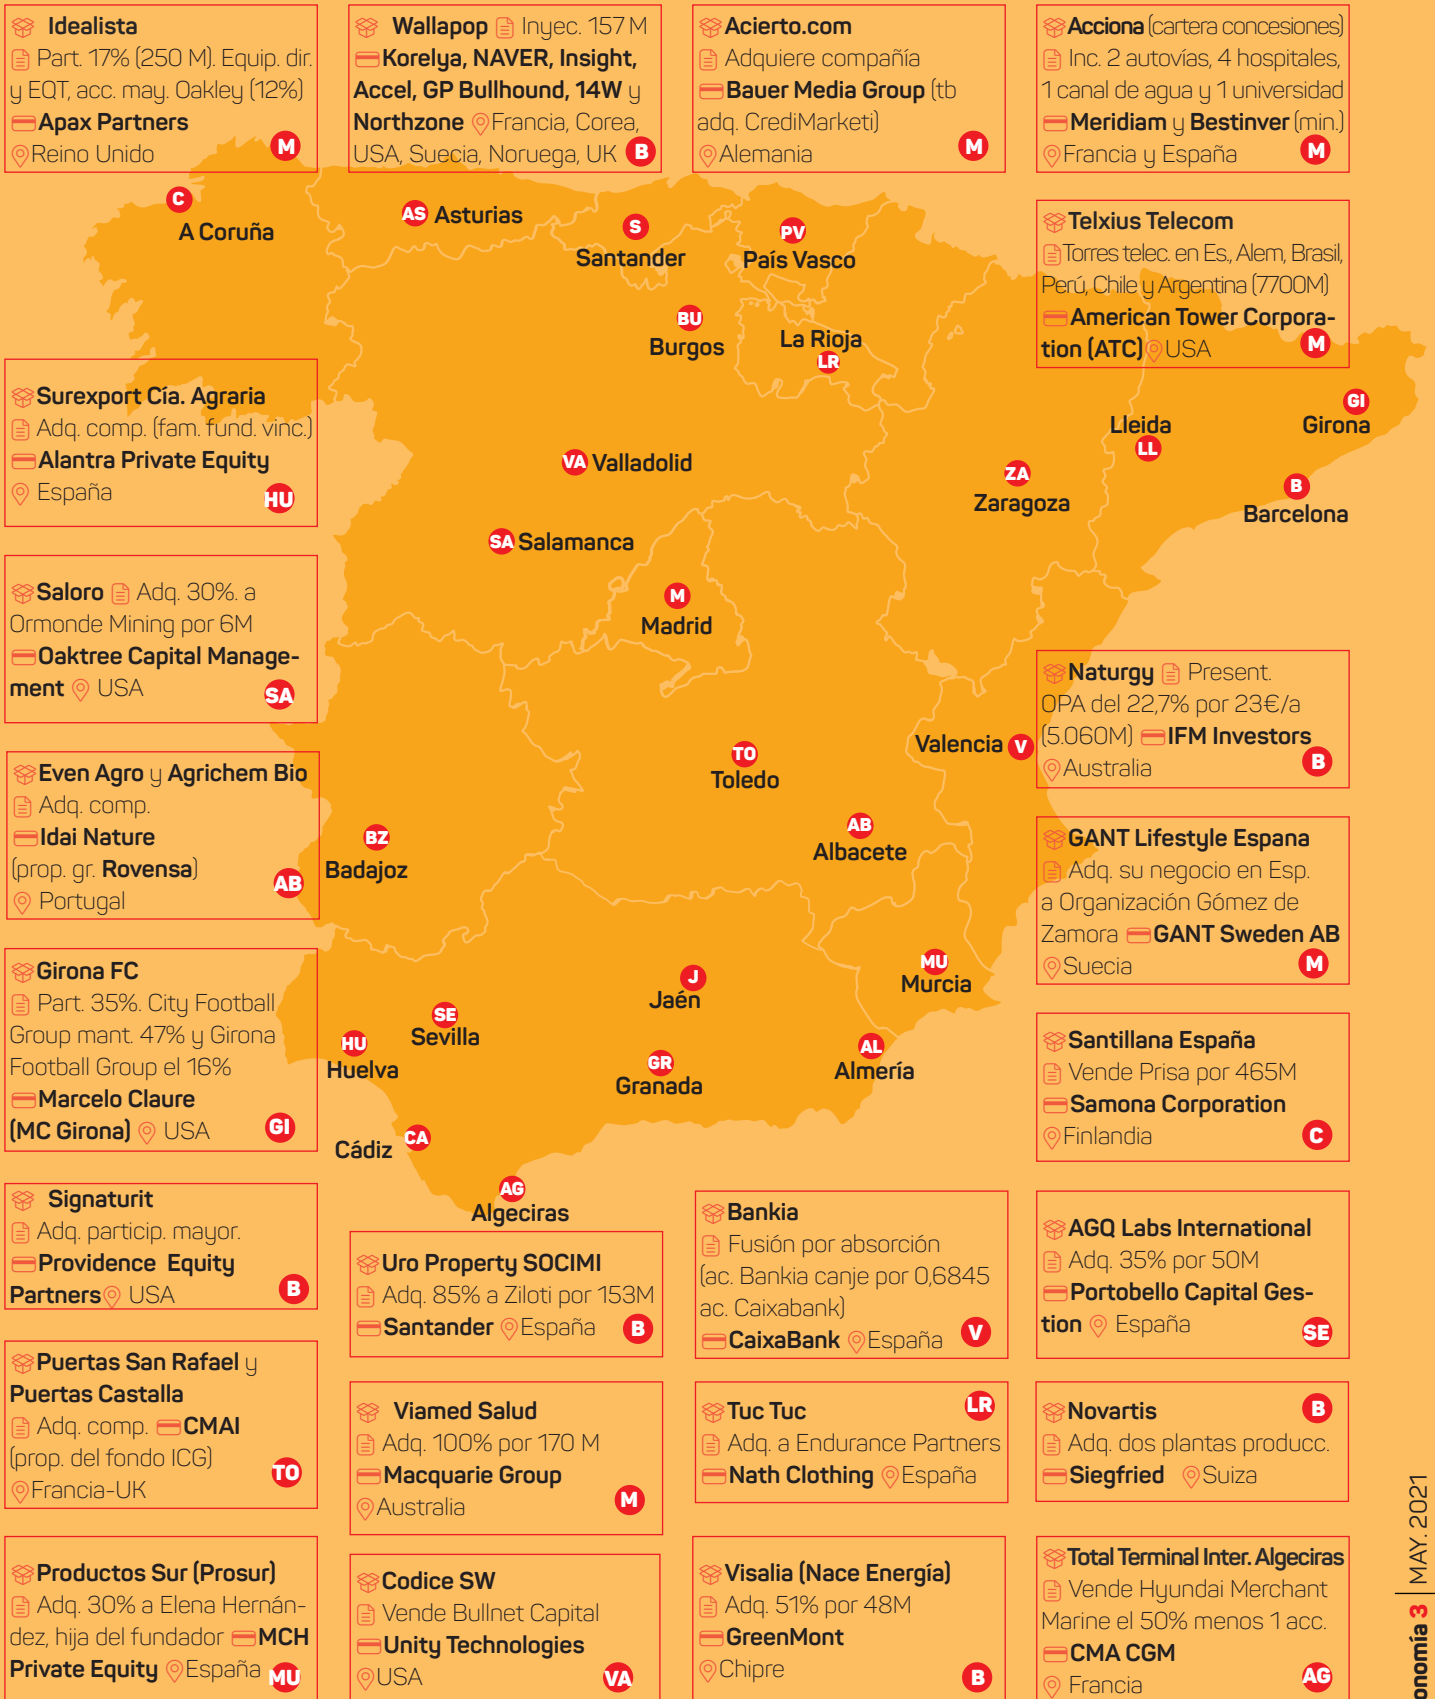 Idealista
Part. 17% (250 M). Equip. dir.
y EQT, acc. may. Oakley (12%)
Apax Partners
Reino Unido
M
Wallapop Inyec. 157 M
Korelya, NAVER, Insight,
Accel, GP Bullhound, 14W y
Northzone Francia, Corea,
USA, Suecia, Noruega, UK B
Acierto.com
Adquiere compañía
Bauer Media Group (tb
adq. CrediMarketi)
Alemania
M
Acciona (cartera concesiones)
Inc. 2 autovías, 4 hospitales,
1 canal de agua y 1 universidad
Meridiam y Bestinver (min.)
Francia y España
M
C
A Coruña
AS Asturias
S
Santander
PV
País Vasco
BU
Burgos
La Rioja
LR
Telxius Telecom
Torres telec. en Es., Alem, Brasil,
Perú, Chile y Argentina (7700M)
American Tower Corpora-
tion (ATC) USA
M
Surexport Cía. Agraria
Adq. comp. (fam. fund. vinc.)
Alantra Private Equity
España
HU
VA Valladolid
SA Salamanca
M
Madrid
ZA
Zaragoza
Lleida
LL
GI
Girona
B
Barcelona
Saloro Adq. 30%. a
Ormonde Mining por 6M
Oaktree Capital Manage-
ment USA
SA
Naturgy Present.
OPA del 22,7% por 23€/a
(5.060M) IFM Investors
Australia
B
TO
Toledo
Valencia V
AB
Albacete
BZ
Badajoz
Even Agro y Agrichem Bio
Adq. comp.
Idai Nature
(prop. gr. Rovensa)
Portugal
AB
GANT Lifestyle Espana
Adq. su negocio en Esp.
a Organización Gómez de
Zamora GANT Sweden AB
Suecia
M
Girona FC
Part. 35%. City Football
Group mant. 47% y Girona
Football Group el 16%
Marcelo Claure
(MC Girona) USA
GI
SE
Sevilla
HU
Huelva
J
Jaén
GR
Granada
MU
Murcia
AL
Almería
CA
Cádiz
AG
Algeciras
Santillana España
Vende Prisa por 465M
Samona Corporation
Finlandia
C
Signaturit
Adq. particip. mayor.
Providence Equity
Partners USA
B
Uro Property SOCIMI
Adq. 85% a Ziloti por 153M
Santander España
B
Bankia
Fusión por absorción
(ac. Bankia canje por 0,6845
ac. Caixabank)
CaixaBank España
V
AGQ Labs International
Adq. 35% por 50M
Portobello Capital Ges-
tion España
SE
Puertas San Rafael y
Puertas Castalla
Adq. comp. CMAI
(prop. del fondo ICG)
Francia-UK
TO
Viamed Salud
Adq. 100% por 170 M
Macquarie Group
Australia
M
Tuc Tuc
LR
Adq. a Endurance Partners
Nath Clothing España
Novartis
B
Adq. dos plantas producc.
Siegfried Suiza
Productos Sur (Prosur)
Adq. 30% a Elena Hernán-
dez, hija del fundador MCH
Private Equity España
MU
Codice SW
Vende Bullnet Capital
Unity Technologies
USA
VA
Visalia (Nace Energía)
Adq. 51% por 48M
GreenMont
Chipre
B
Total Terminal Inter. Algeciras
Vende Hyundai Merchant
Marine el 50% menos 1 acc.
CMA CGM
Francia
AG
onomía 3 | MAY. 2021